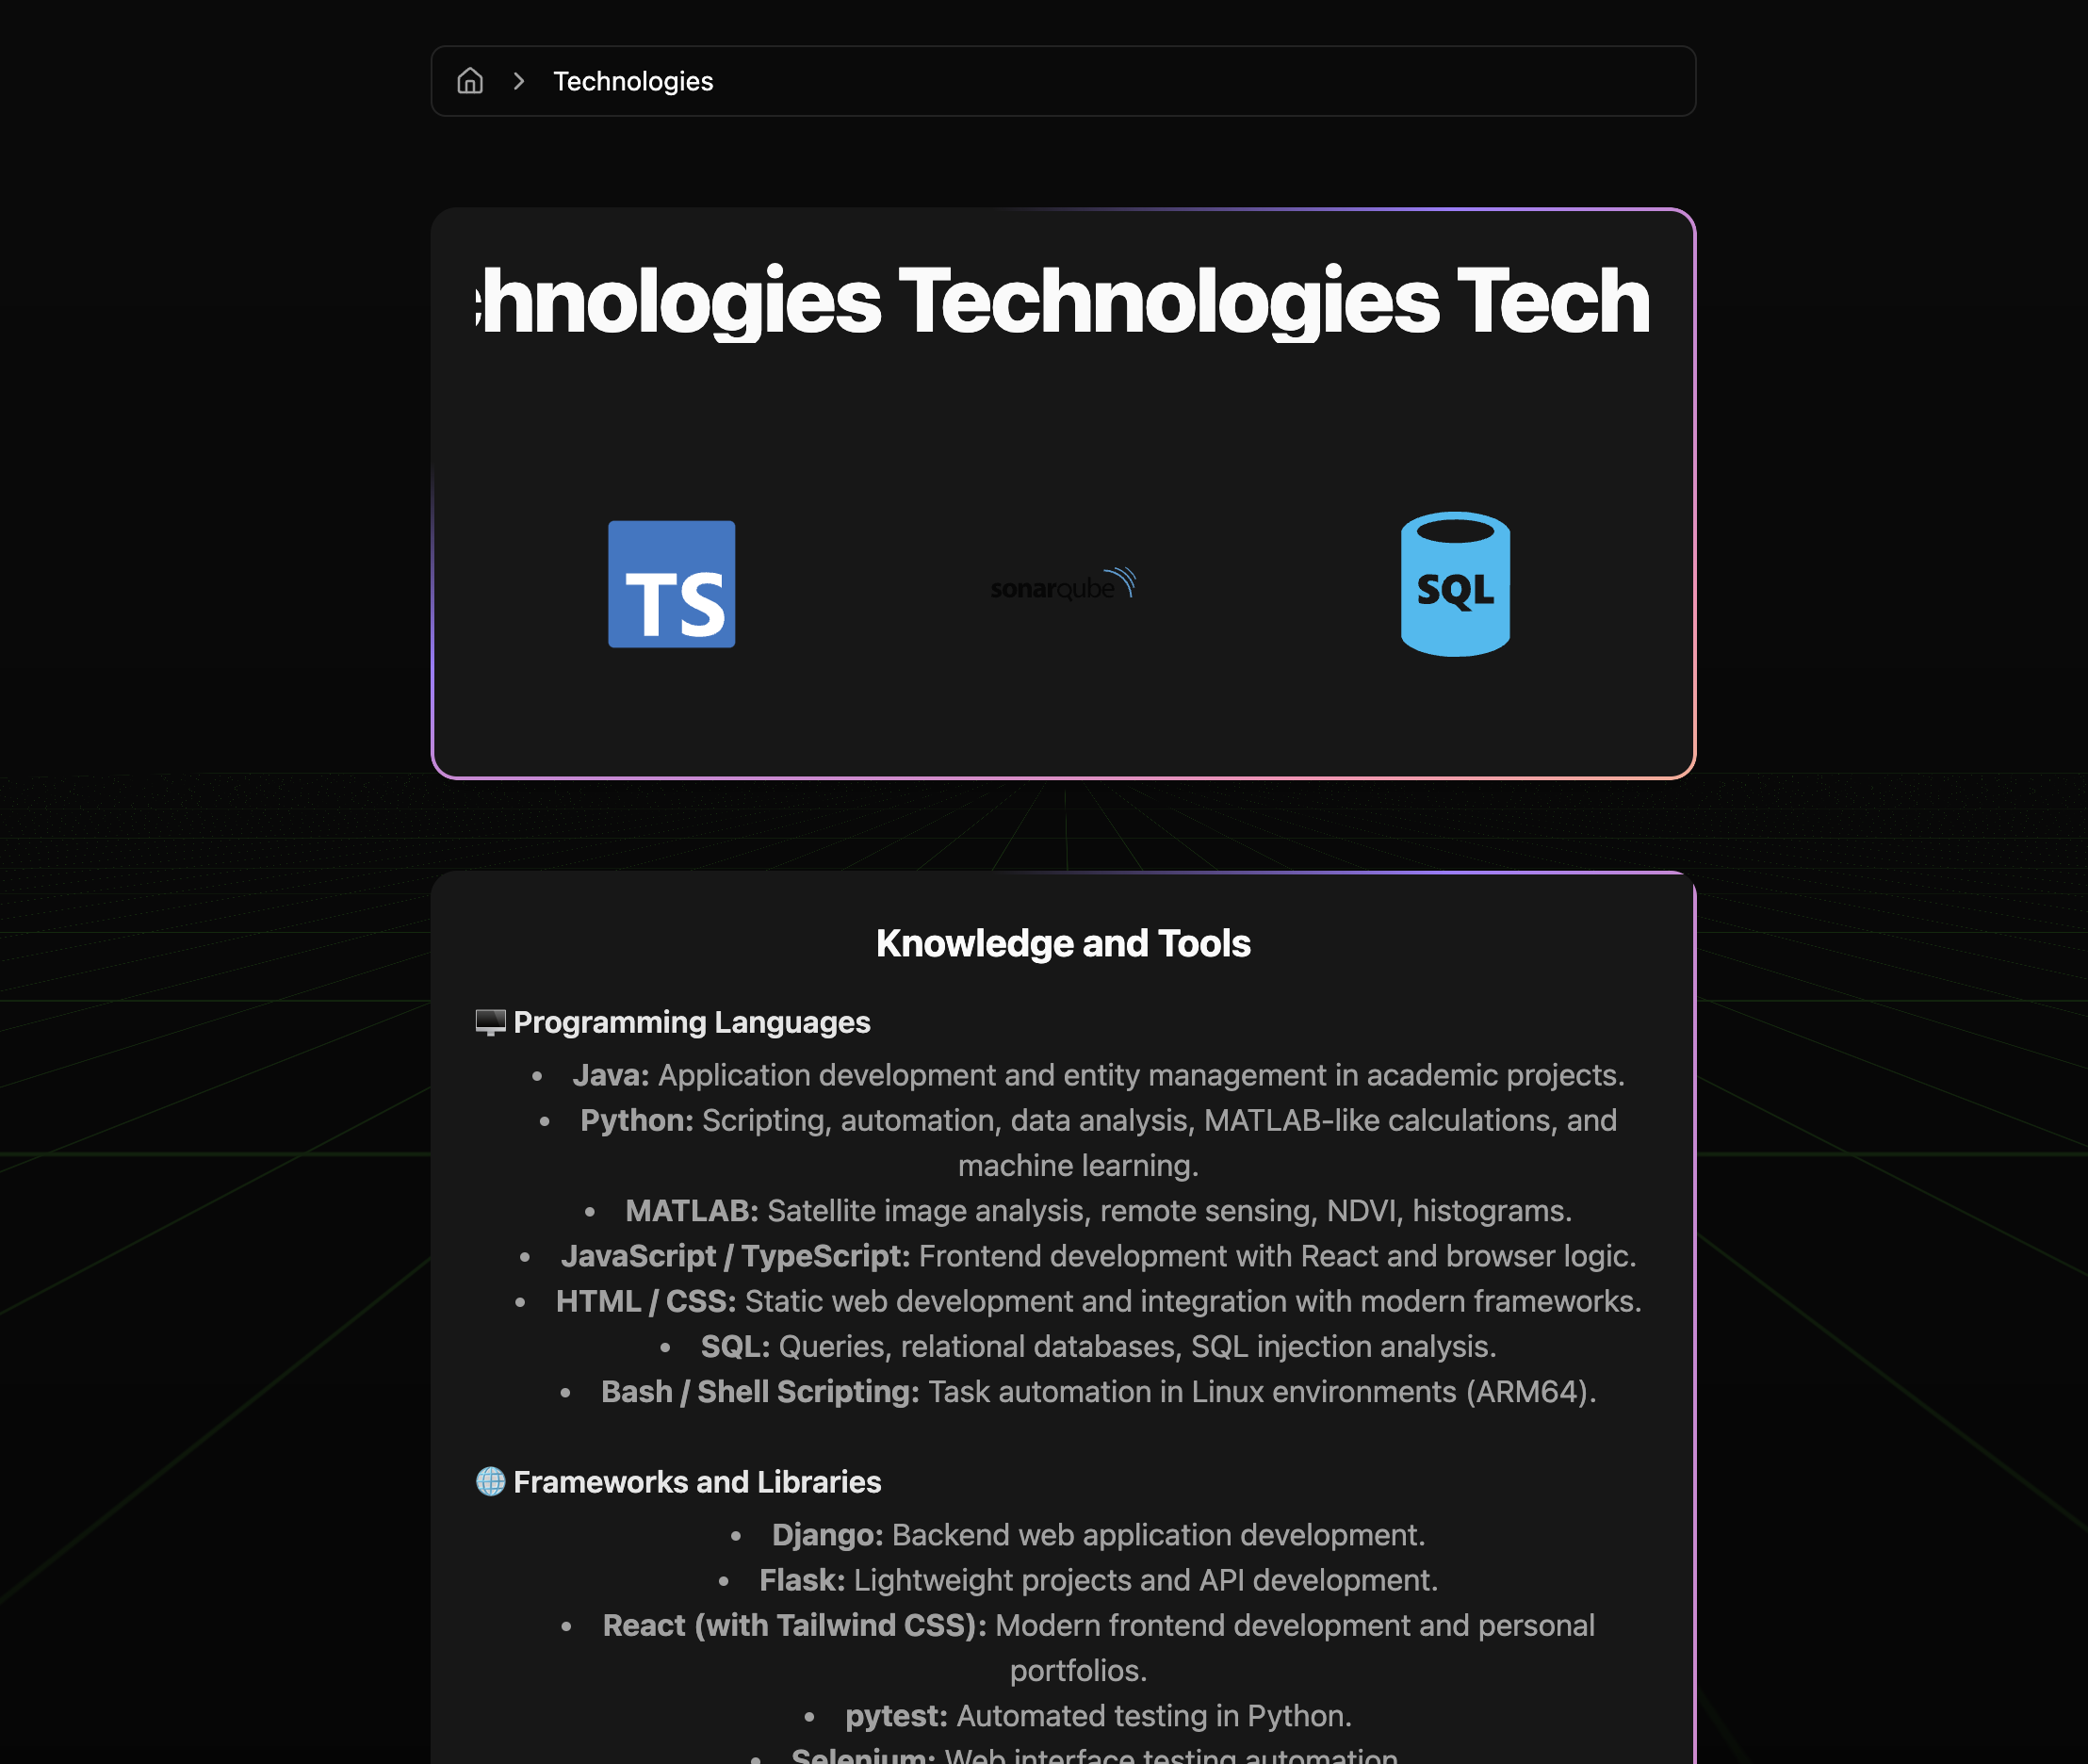 Technologies
chnologies Technologies Tech
TS
sonarqube
SQL
Knowledge and Tools
Programming Languages
• Java: Application development and entity management in academic projects.
• Python: Scripting, automation, data analysis, MATLAB-like calculations, and
machine learning.
• MATLAB: Satellite image analysis, remote sensing, NDVI, histograms.
• JavaScript / TypeScript: Frontend development with React and browser logic.
• HTML / CSS: Static web development and integration with modern frameworks.
• SQL: Queries, relational databases, SQL injection analysis.
• Bash / Shell Scripting: Task automation in Linux environments (ARM64).
Frameworks and Libraries
• Django: Backend web application development.
• Flask: Lightweight projects and API development.
• React (with Tailwind CSS): Modern frontend development and personal
portfolios.
• pytest: Automated testing in Python.
• Selenium: Web interface testing automation.